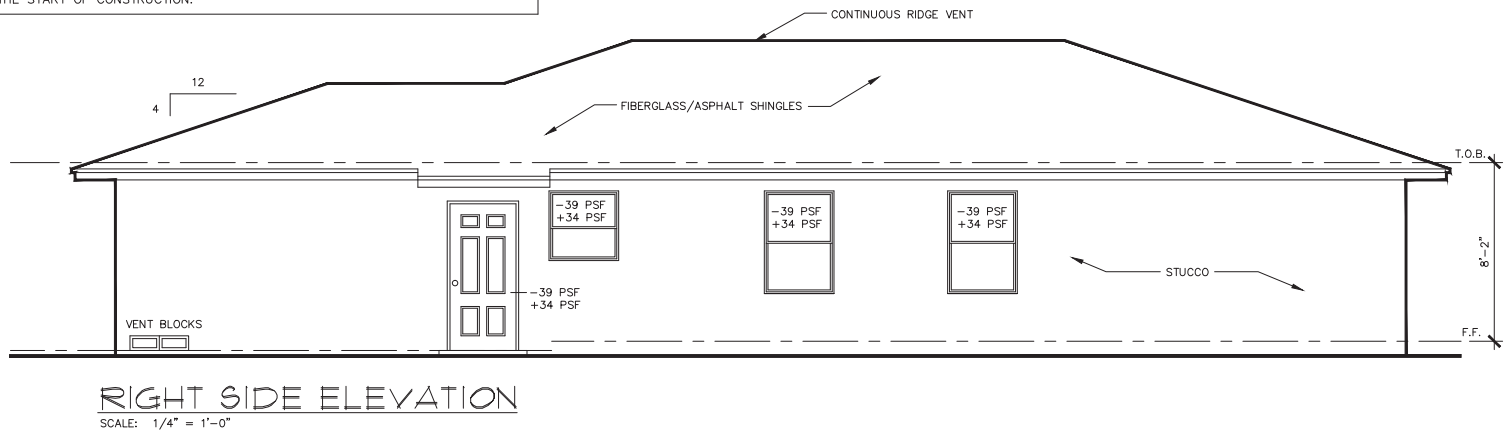 THE START OF CONSTRUCTION.
CONTINUOUS RIDGE VENT
12
4
FIBERGLASS/ASPHALT SHINGLES
T.O.B.
-39 PSF
+34 PSF
-39 PSF
+34 PSF
-39 PSF
+34 PSF
8'-2"
STUCCO
-39 PSF
+34 PSF
VENT BLOCKS
F.F.
RIGHT SIDE ELEVATION
SCALE: 1/4" = 1'-0"